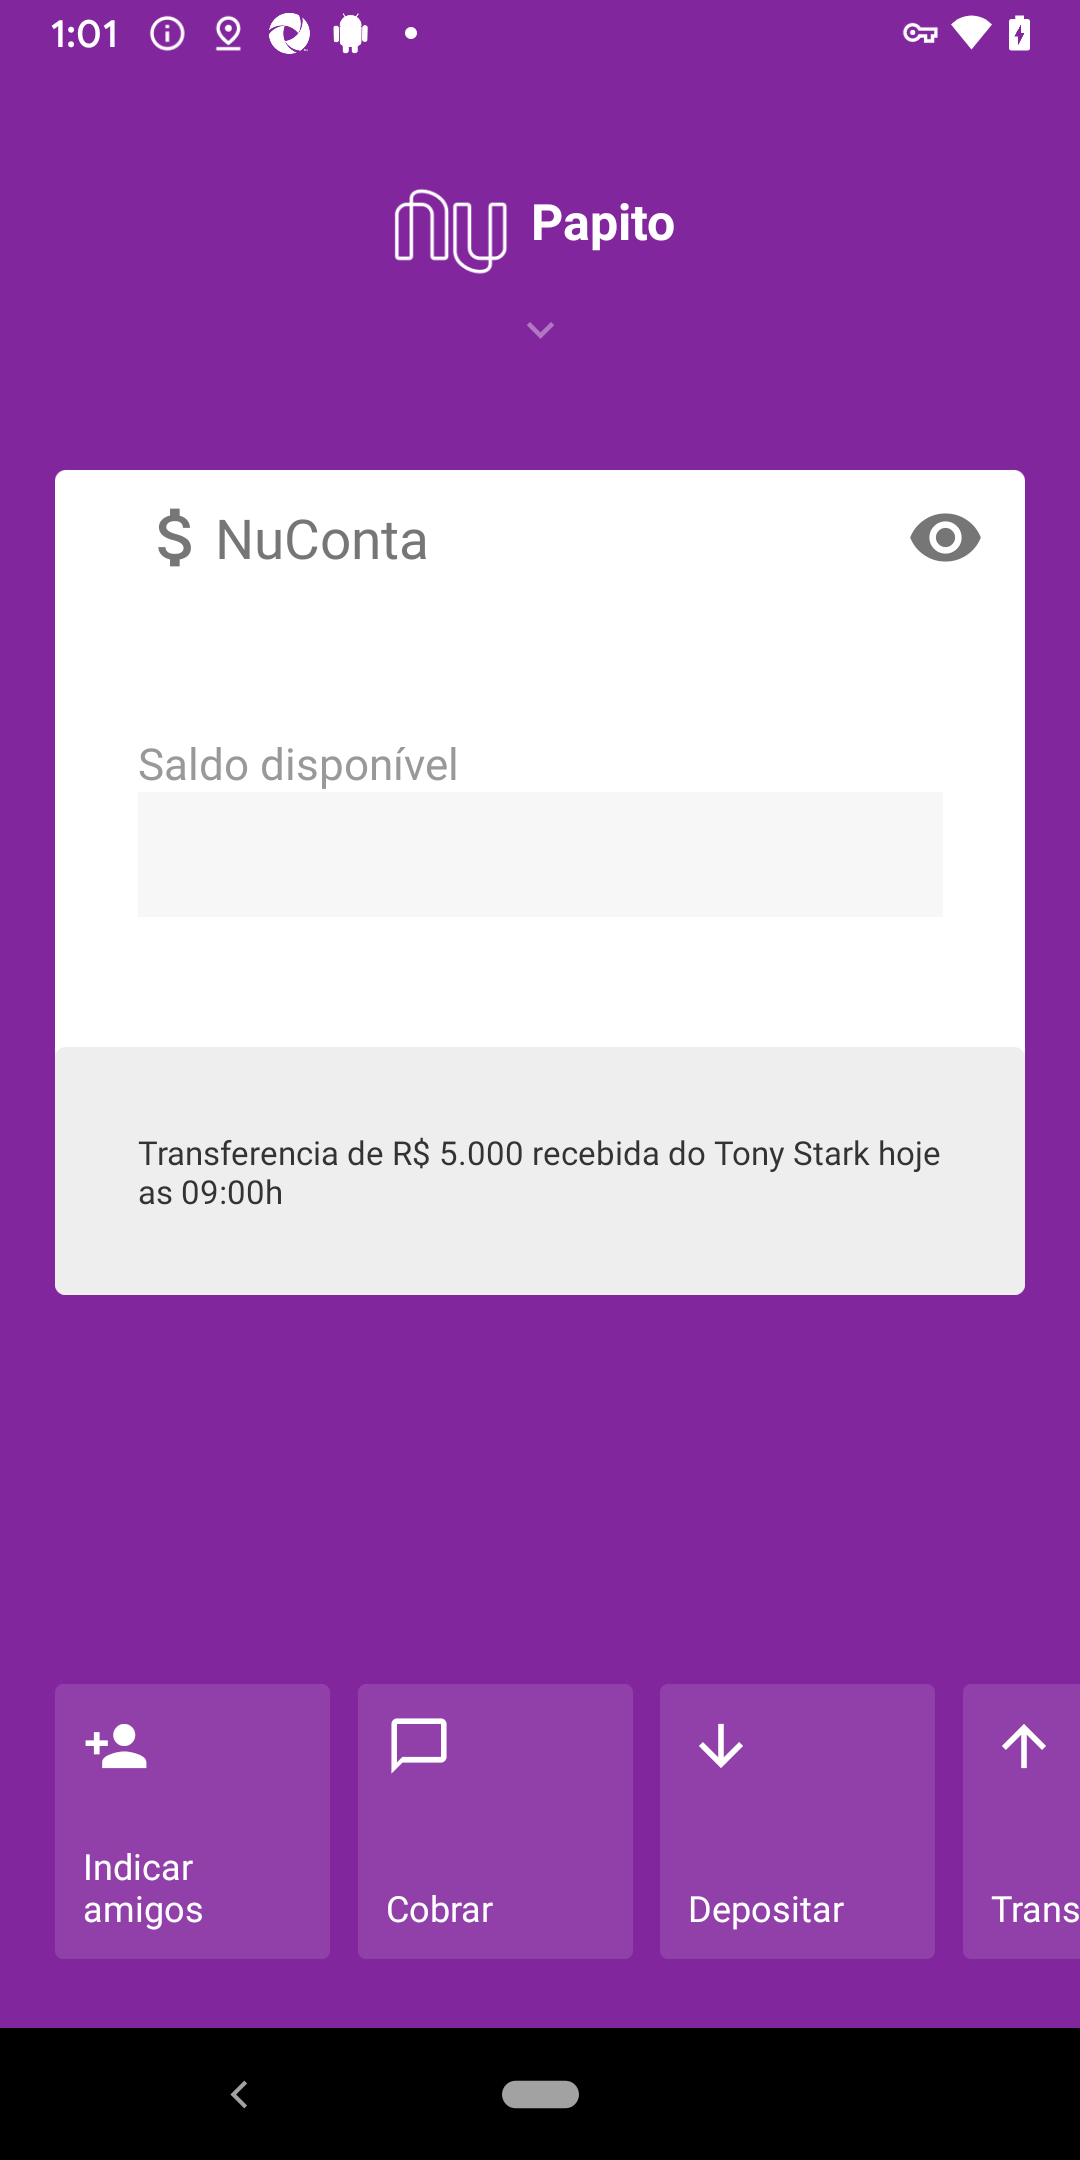 1:01
nu Papito
$ NuConta
Saldo disponível
Transferencia de R$ 5.000 recebida do Tony Stark hoje
as 09:00h
Indicar
amigos
Cobrar
Depositar
Trans